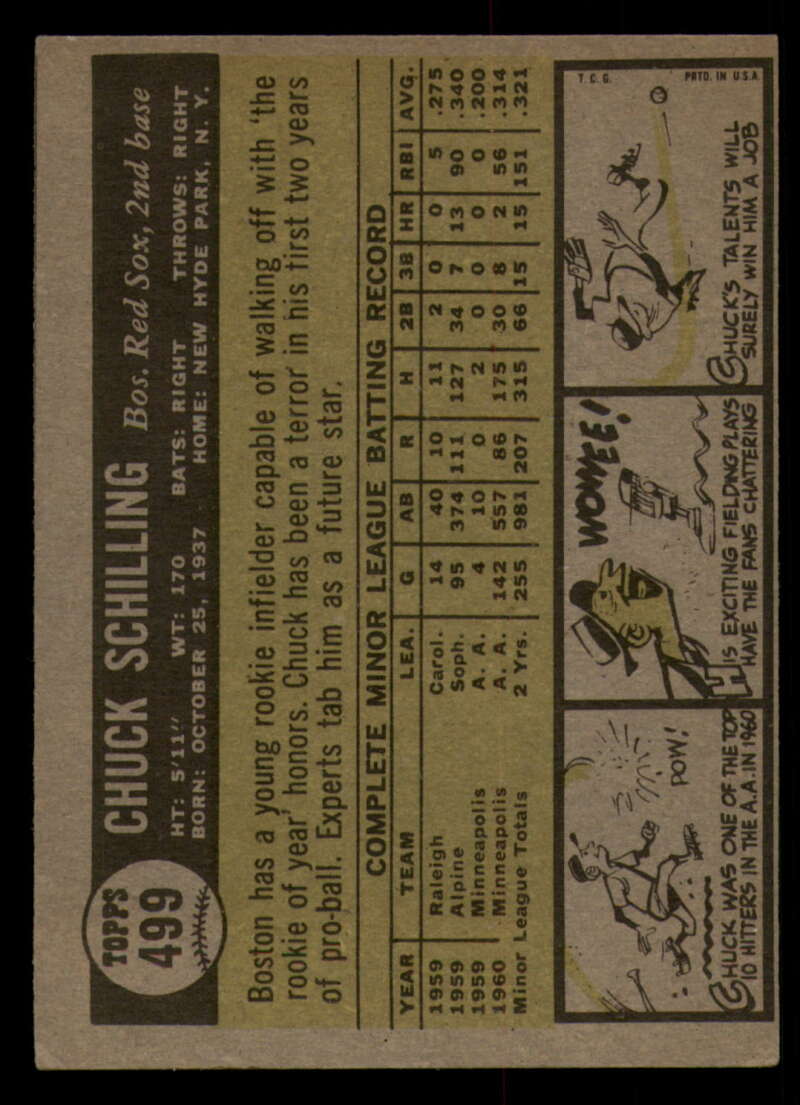 TOPPS
499
CHUCK SCHILLING Bos. Red Sox, 2nd base
HT: 5'11" WT: 170 BATS: RIGHT THROWS: RIGHT
BORN: OCTOBER 25, 1937 HOME: NEW HYDE PARK, N. Y.
Boston has a young rookie infielder capable of walking off with 'the
rookie of year' honors. Chuck has been a terror in his first two years
of pro-ball. Experts tab him as a future star.
COMPLETE MINOR LEAGUE BATTING RECORD
YEAR TEAM LEA. G AB R H 2B 3B HR RBI AVG.
1959 Raleigh Carol. 14 40 10 11 2 0 0 5 .275
1959 Alpine Soph. 95 374 111 127 34 7 13 90 .340
1959 Minneapolis A. A. 4 10 0 2 0 0 0 0 .200
1960 Minneapolis A. A. 142 557 86 175 30 8 2 56 .314
Minor League Totals 2 Yrs. 255 981 207 315 66 15 15 151 .321
POW!
CHUCK WAS ONE OF THE TOP
10 HITTERS IN THE A.A. IN 1960
WOWEE!
HIS EXCITING FIELDING PLAYS
HAVE THE FANS CHATTERING
T. C. G. PRTD. IN U.S.A.
CHUCK'S TALENTS WILL
SURELY WIN HIM A JOB